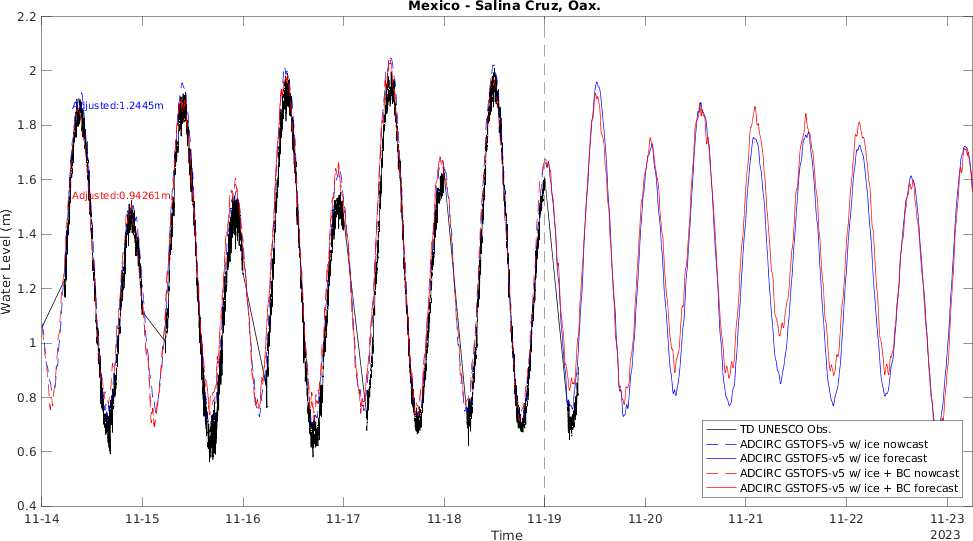 Mexico - Salina Cruz, Oax.
2.2
2
1.8
1.6
1.4
1.2
1
0.8
0.6
0.4
Water Level (m)
Adjusted:1.2445m
Adjusted:0.94261m
TD UNESCO Obs.
ADCIRC GSTOFS-v5 w/ ice nowcast
ADCIRC GSTOFS-v5 w/ ice forecast
ADCIRC GSTOFS-v5 w/ ice + BC nowcast
ADCIRC GSTOFS-v5 w/ ice + BC forecast
11-14 11-15 11-16 11-17 11-18 11-19 11-20 11-21 11-22 11-23
Time
2023